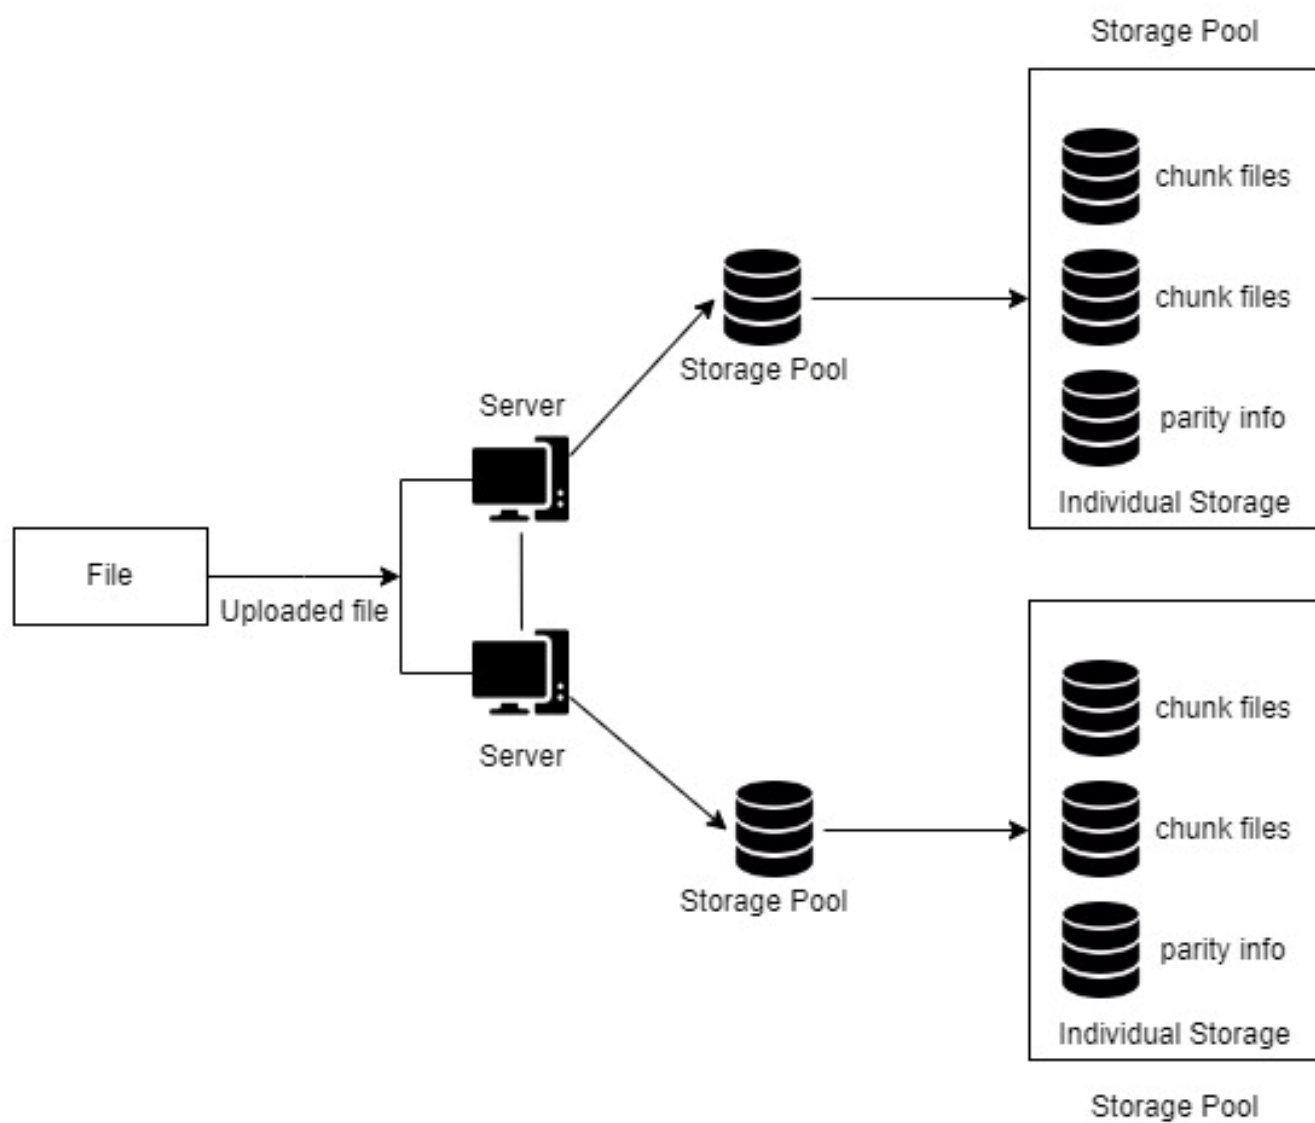 Storage Pool
chunk files
chunk files
Storage Pool
Server
parity info
Individual Storage
File
Uploaded file
Server
chunk files
chunk files
Storage Pool
parity info
Individual Storage
Storage Pool